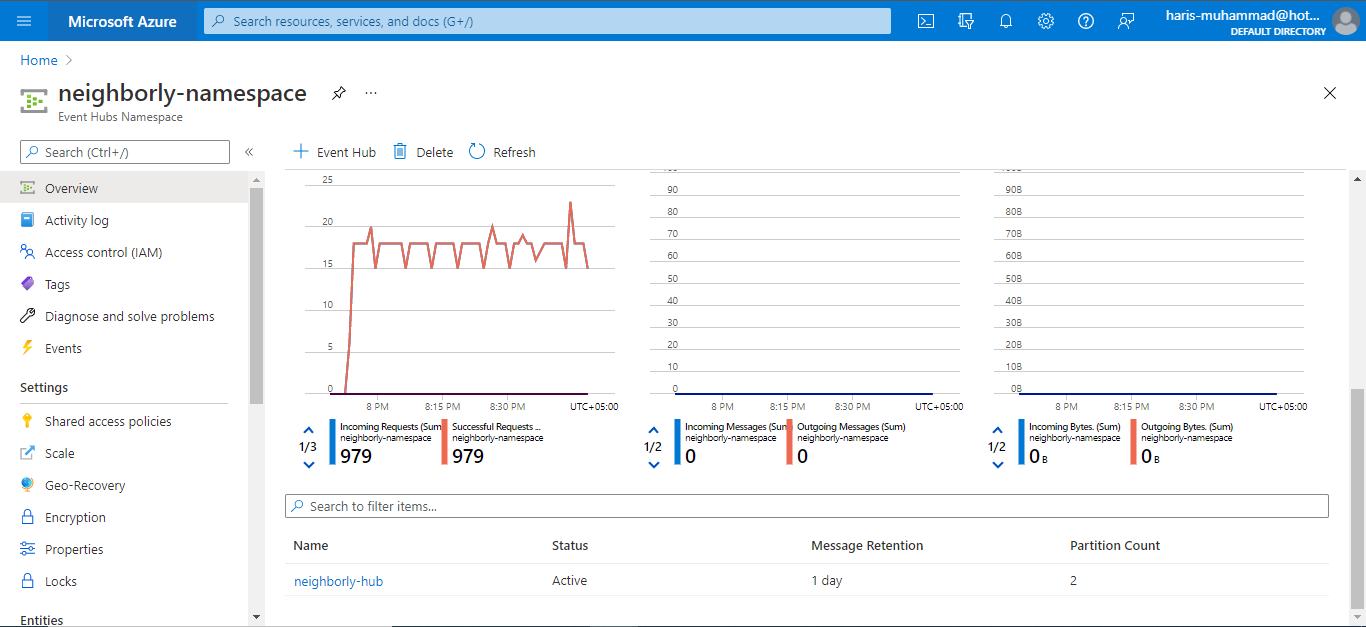 Microsoft Azure
Search resources, services, and docs (G+/)
haris-muhammad@hot...
DEFAULT DIRECTORY
Home
neighborly-namespace
...
Event Hubs Namespace
Search (Ctrl+/)
«
Event Hub
Delete
Refresh
Overview
Activity log
Access control (IAM)
Tags
Diagnose and solve problems
Events
Settings
Shared access policies
Scale
Geo-Recovery
Encryption
Properties
Locks
Entities
25
20
15
10
5
0
8 PM 8:15 PM 8:30 PM UTC+05:00
1/3
Incoming Requests (Sum
neighborly-namespace
979
Successful Requests ...
neighborly-namespace
979
90
80
70
60
50
40
30
20
10
0
8 PM 8:15 PM 8:30 PM UTC+05:00
1/2
Incoming Messages (Sum
neighborly-namespace
0
Outgoing Messages (Sum)
neighborly-namespace
0
90B
80B
70B
60B
50B
40B
30B
20B
10B
0B
8 PM 8:15 PM 8:30 PM UTC+05:00
1/2
Incoming Bytes. (Sum)
neighborly-namespace
0 B
Outgoing Bytes. (Sum)
neighborly-namespace
0 B
Search to filter items...
Name Status Message Retention Partition Count
neighborly-hub Active 1 day 2